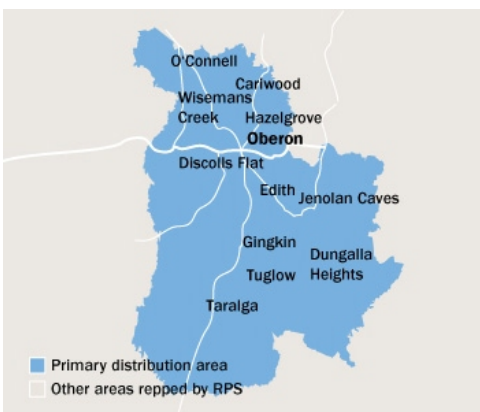 O'Connell
Cariwood
Wisemans
Creek
Hazelgrove
Oberon
Discolls Flat
Edith
Jenolan Caves
Gingkin
Dungalla
Heights
Tuglow
Taralga
Primary distribution area
Other areas repped by RPS